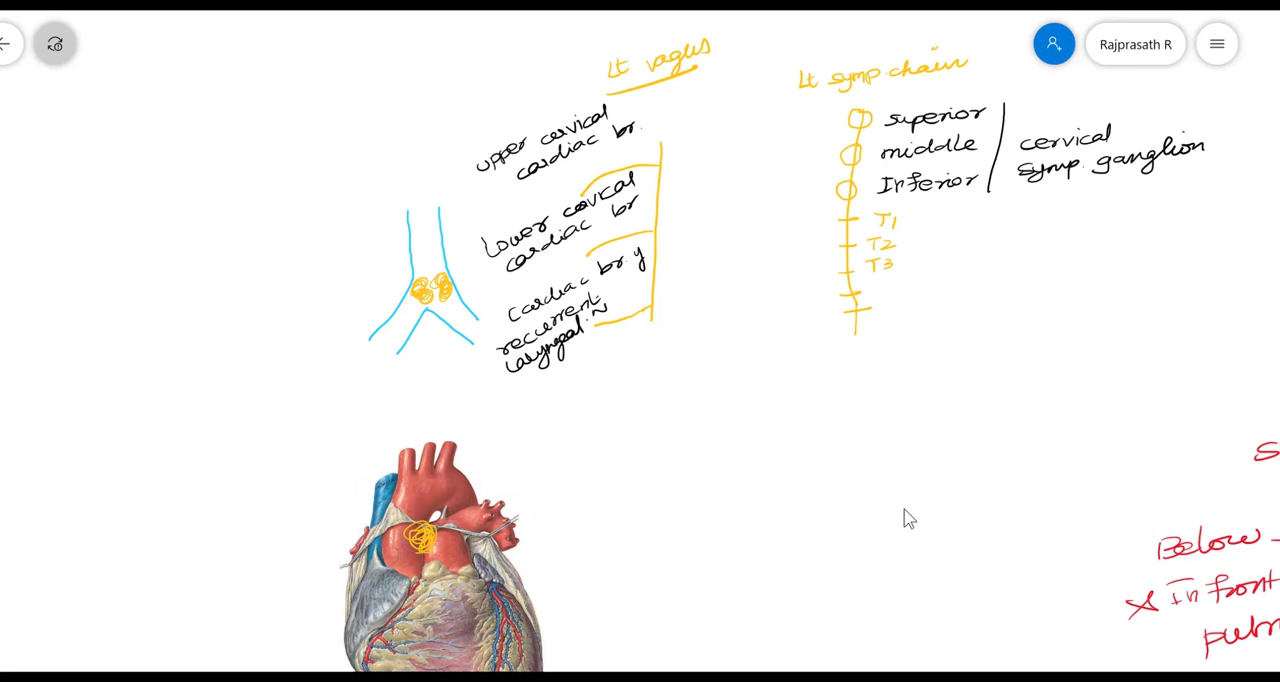 Rajprasath R
Lt vagus
Lt symp. chain
upper cervical
cardiac br.
Lower cervical
cardiac br
cardiac br. y
recurrent
Laryngeal. N
superior
middle
Inferior
cervical
symp. ganglion
T1
T2
T3
S
Below -
x In front
pulm